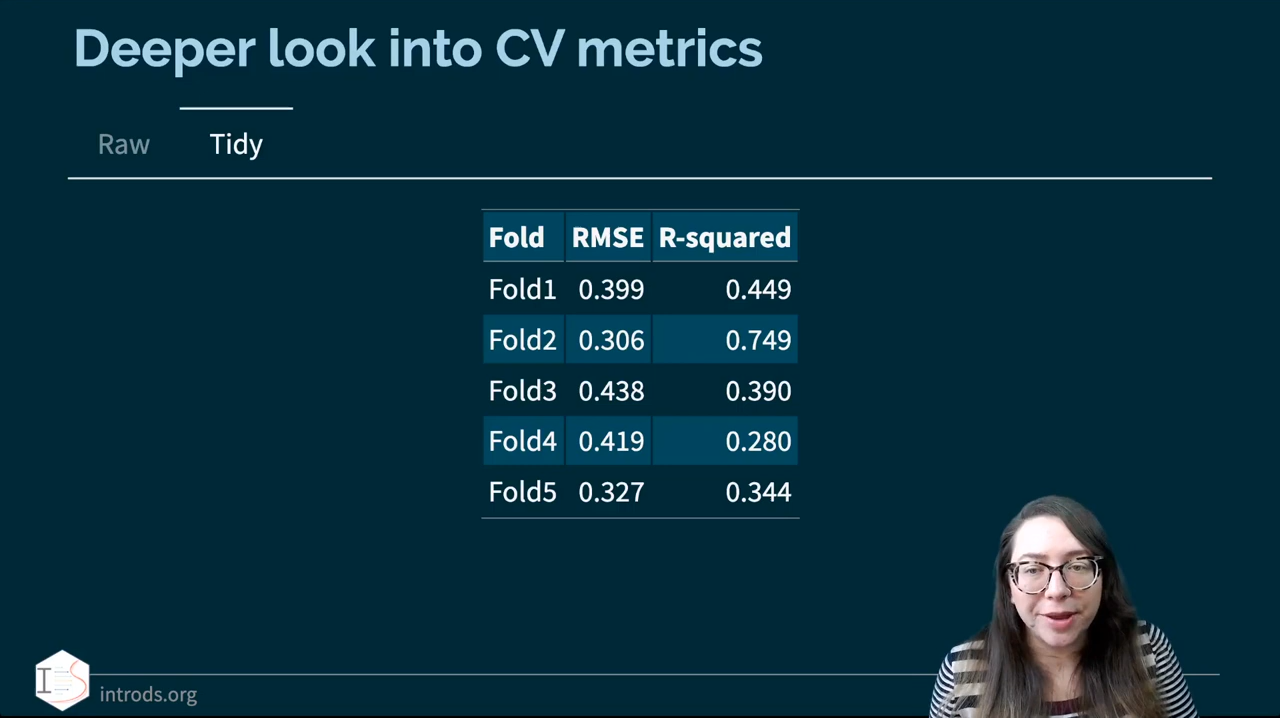 Deeper look into CV metrics
Raw Tidy
Fold RMSE R-squared
Fold1 0.399 0.449
Fold2 0.306 0.749
Fold3 0.438 0.390
Fold4 0.419 0.280
Fold5 0.327 0.344
IS
introds.org